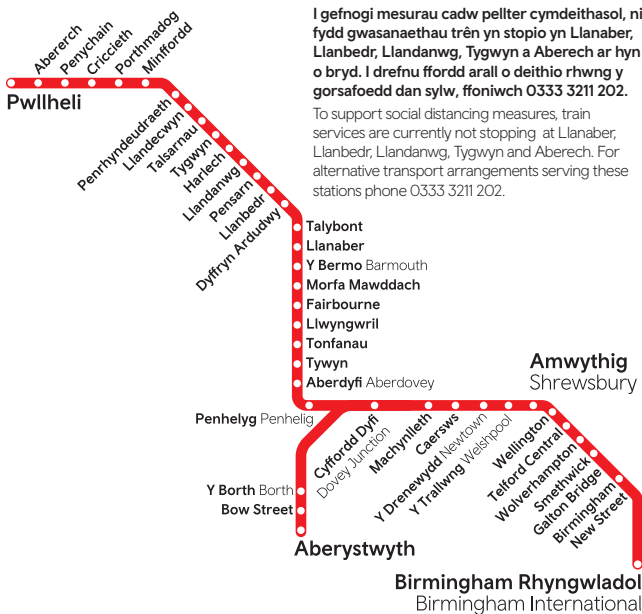 I gefnogi mesurau cadw pellter cymdeithasol, ni
fydd gwasanaethau trên yn stopio yn Llanaber,
Llanbedr, Llandanwg, Tygwyn a Aberech ar hyn
o bryd. I drefnu ffordd arall o deithio rhwng y
gorsafoedd dan sylw, ffoniwch 0333 3211 202.
To support social distancing measures, train
services are currently not stopping at Llanaber,
Llanbedr, Llandanwg, Tygwyn and Aberech. For
alternative transport arrangements serving these
stations phone 0333 3211 202.
Pwllheli
Abererch
Penychain
Criccieth
Porthmadog
Minffordd
Penrhyndeudraeth
Llandecwyn
Talsarnau
Tygwyn
Harlech
Llandanwg
Pensarn
Llanbedr
Dyffryn Ardudwy
Talybont
Llanaber
Y Bermo Barmouth
Morfa Mawddach
Fairbourne
Llwyngwril
Tonfanau
Tywyn
Aberdyfi Aberdovey
Penhelyg Penhelig
Cyffordd Dyfi
Dovey Junction
Machynlleth
Caersws
Y Drenewydd Newtown
Y Trallwng Welshpool
Amwythig
Shrewsbury
Wellington
Telford Central
Wolverhampton
Smethwick
Galton Bridge
Birmingham
New Street
Y Borth Borth
Bow Street
Aberystwyth
Birmingham Rhyngwladol
Birmingham International